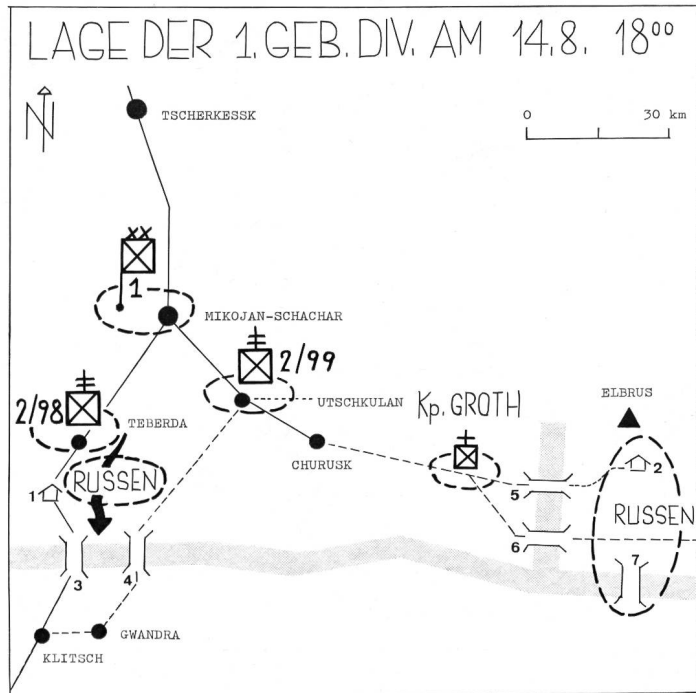 LAGE DER 1. GEB. DIV. AM 14.8. 18⁰⁰
N
TSCHERKESSK
0 30 km
XX
1
MIKOJAN-SCHACHAR
2/99
2/98
TEBERDA
UTSCHKULAN
Kp. GROTH
ELBRUS
CHURUSK
RUSSEN
1
2
5
RUSSEN
6
7
3
4
GWANDRA
KLITSCH